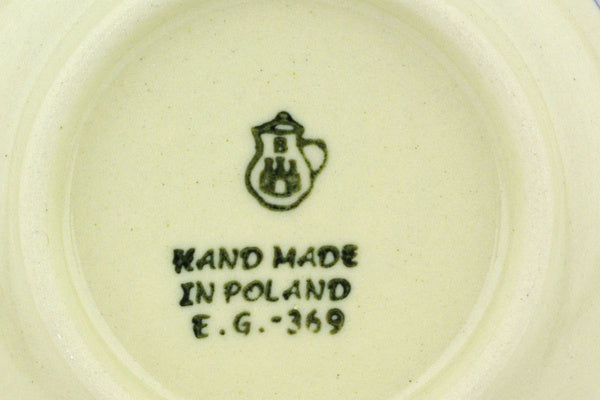 B
HAND MADE
IN POLAND
E.G.-369